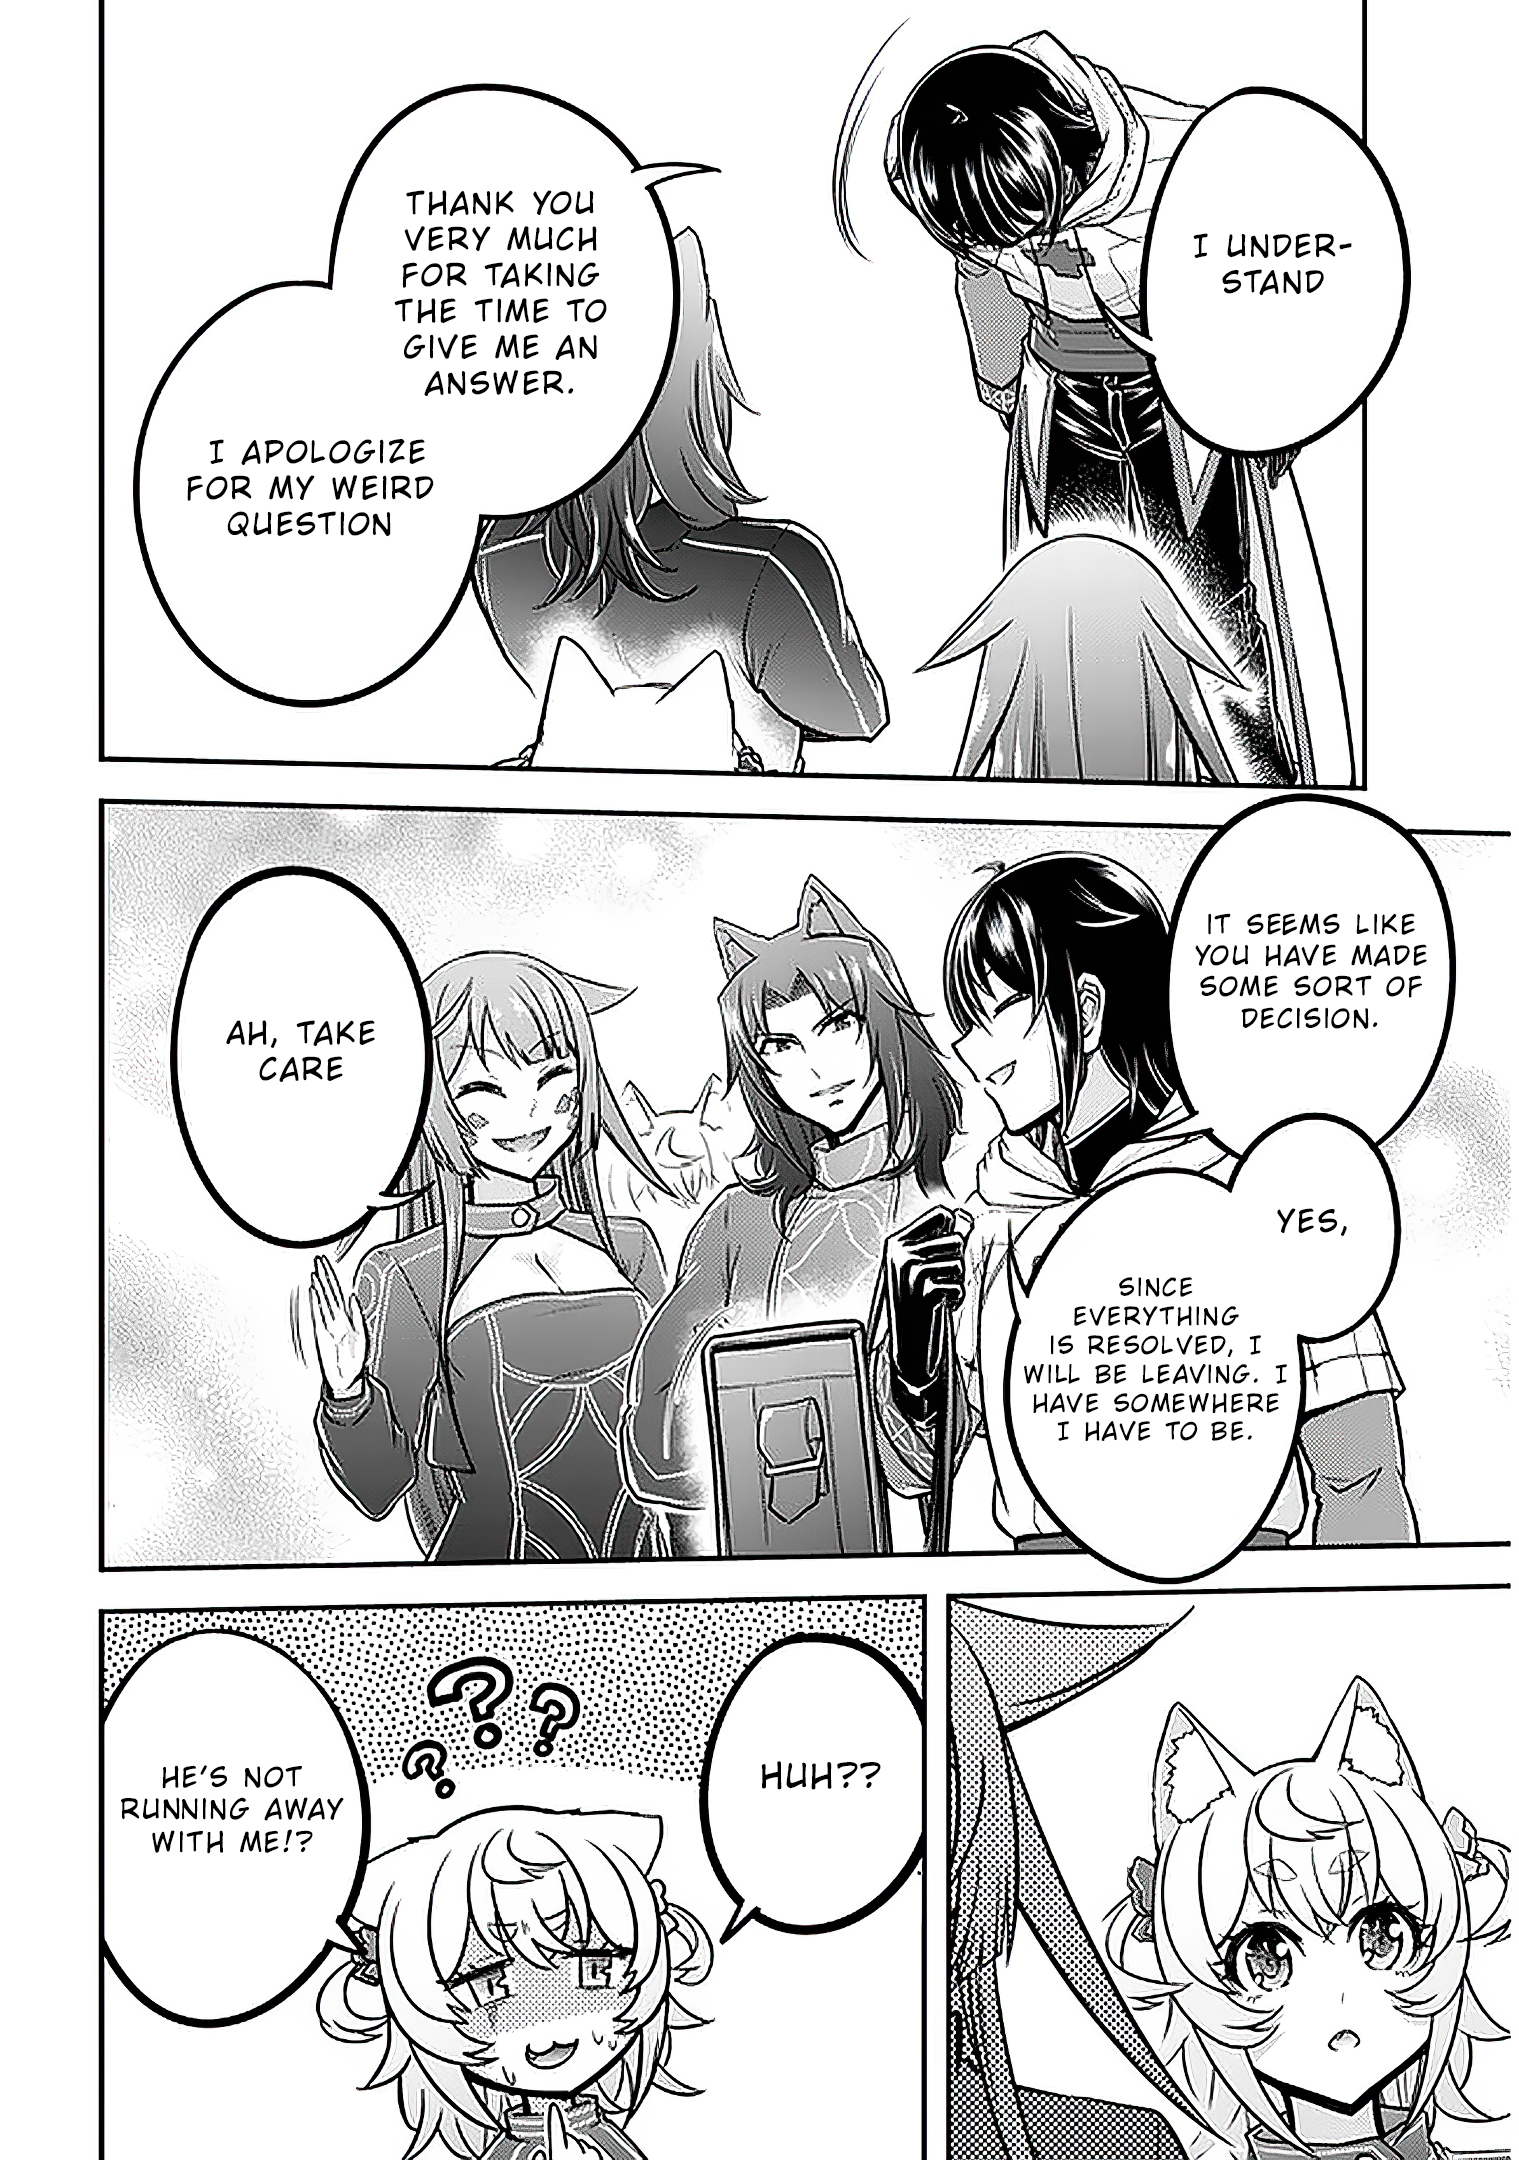 I UNDER-
STAND
THANK YOU
VERY MUCH
FOR TAKING
THE TIME TO
GIVE ME AN
ANSWER.
I APOLOGIZE
FOR MY WEIRD
QUESTION
IT SEEMS LIKE
YOU HAVE MADE
SOME SORT OF
DECISION.
YES,
SINCE
EVERYTHING
IS RESOLVED, I
WILL BE LEAVING. I
HAVE SOMEWHERE
I HAVE TO BE.
AH, TAKE
CARE
HUH??
???
HE'S NOT
RUNNING AWAY
WITH ME!?